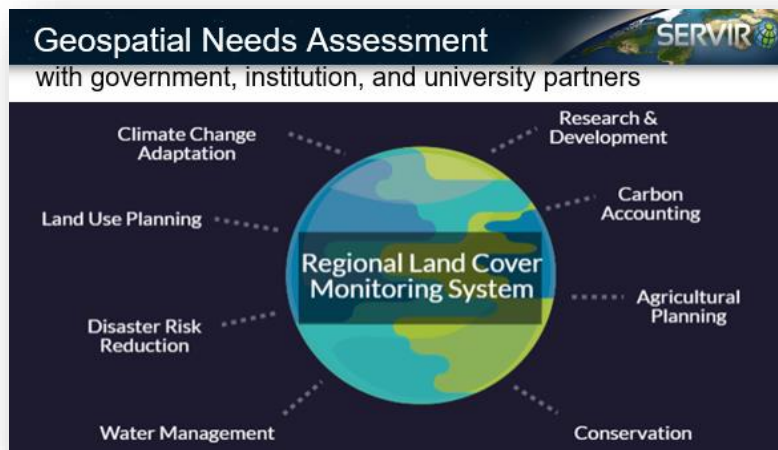 Geospatial Needs Assessment
SERVIR
with government, institution, and university partners
Climate Change
Adaptation
Research &
Development
Land Use Planning
Carbon
Accounting
Regional Land Cover
Monitoring System
Disaster Risk
Reduction
Agricultural
Planning
Water Management
Conservation